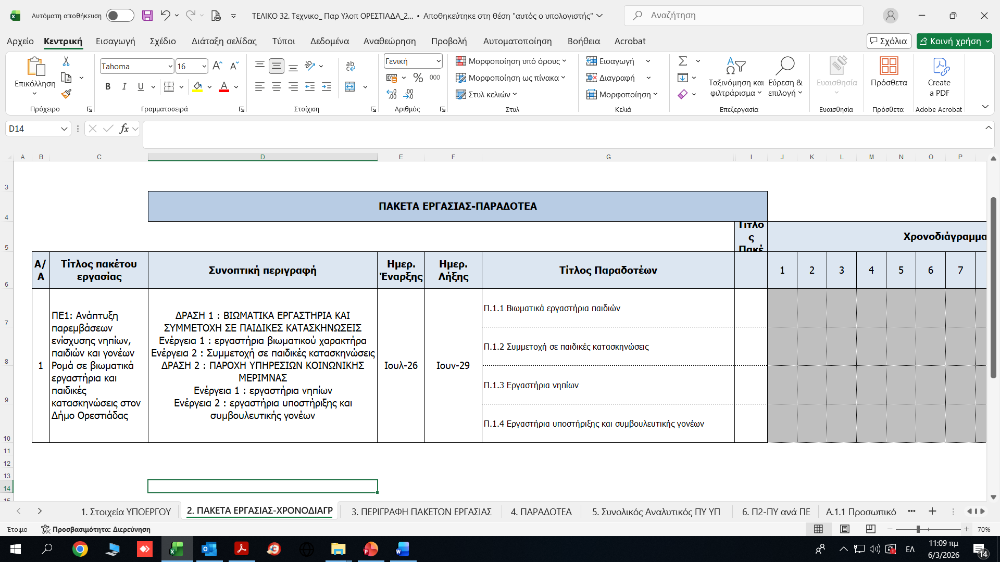 Αυτόματη αποθήκευση
ΤΕΛΙΚΟ 32. Τεχνικο_ Παρ Υλοπ ΟΡΕΣΤΙΑΔΑ_2... • Αποθηκεύτηκε στη θέση "αυτός ο υπολογιστής"
Αναζήτηση
Αρχείο Κεντρική Εισαγωγή Σχέδιο Διάταξη σελίδας Τύποι Δεδομένα Αναθεώρηση Προβολή Αυτοματοποίηση Βοήθεια Acrobat
Σχόλια Κοινή χρήση
Επικόλληση
Πρόχειρο
Tahoma 16
B I U
Γραμματοσειρά
Στοίχιση
Γενική
% 000
Αριθμός
Μορφοποίηση υπό όρους
Μορφοποίηση ως πίνακα
Στυλ κελιών
Στυλ
Εισαγωγή
Διαγραφή
Μορφοποίηση
Κελιά
Ταξινόμηση και φιλτράρισμα
Εύρεση & επιλογή
Επεξεργασία
Ευαισθησία
Ευαισθησία
Πρόσθετα
Πρόσθετα
Create a PDF
Adobe Acrobat
D14
fx
A B C D E F G I J K L M N O P
3
4
5
6
7
8
9
10
11
12
13
14
15
ΠΑΚΕΤΑ ΕΡΓΑΣΙΑΣ-ΠΑΡΑΔΟΤΕΑ
Τίτλο
ς
Πακέ
Χρονοδιάγραμμα
Α/
Α
Τίτλος πακέτου
εργασίας
Συνοπτική περιγραφή
Ημερ.
Έναρξης
Ημερ.
Λήξης
Τίτλος Παραδοτέων
1 2 3 4 5 6 7
1
ΠΕ1: Ανάπτυξη
παρεμβάσεων
ενίσχυσης νηπίων,
παιδιών και γονέων
Ρομά σε βιωματικά
εργαστήρια και
παιδικές
κατασκηνώσεις στον
Δήμο Ορεστιάδας
ΔΡΑΣΗ 1 : ΒΙΩΜΑΤΙΚΑ ΕΡΓΑΣΤΗΡΙΑ ΚΑΙ
ΣΥΜΜΕΤΟΧΗ ΣΕ ΠΑΙΔΙΚΕΣ ΚΑΤΑΣΚΗΝΩΣΕΙΣ
Ενέργεια 1 : εργαστήρια βιωματικού χαρακτήρα
Ενέργεια 2 : Συμμετοχή σε παιδικές κατασκηνώσεις
ΔΡΑΣΗ 2 : ΠΑΡΟΧΗ ΥΠΗΡΕΣΙΩΝ ΚΟΙΝΩΝΙΚΗΣ
ΜΕΡΙΜΝΑΣ
Ενέργεια 1 : εργαστήρια νηπίων
Ενέργεια 2 : εργαστήρια υποστήριξης και
συμβουλευτικής γονέων
Ιουλ-26
Ιουν-29
Π.1.1 Βιωματικά εργαστήρια παιδιών
Π.1.2 Συμμετοχή σε παιδικές κατασκηνώσεις
Π.1.3 Εργαστήρια νηπίων
Π.1.4 Εργαστήρια υποστήριξης και συμβουλευτικής γονέων
1. Στοιχεία ΥΠΟΕΡΓΟΥ
2. ΠΑΚΕΤΑ ΕΡΓΑΣΙΑΣ-ΧΡΟΝΟΔΙΑΓΡ
3. ΠΕΡΙΓΡΑΦΗ ΠΑΚΕΤΩΝ ΕΡΓΑΣΙΑΣ
4. ΠΑΡΑΔΟΤΕΑ
5. Συνολικός Αναλυτικός ΠΥ ΥΠ
6. Π2-ΠΥ ανά ΠΕ
Α.1.1 Προσωπικό
Έτοιμο
Προσβασιμότητα: Διερεύνηση
70%
ΕΛ
11:09 πμ
6/3/2026
14